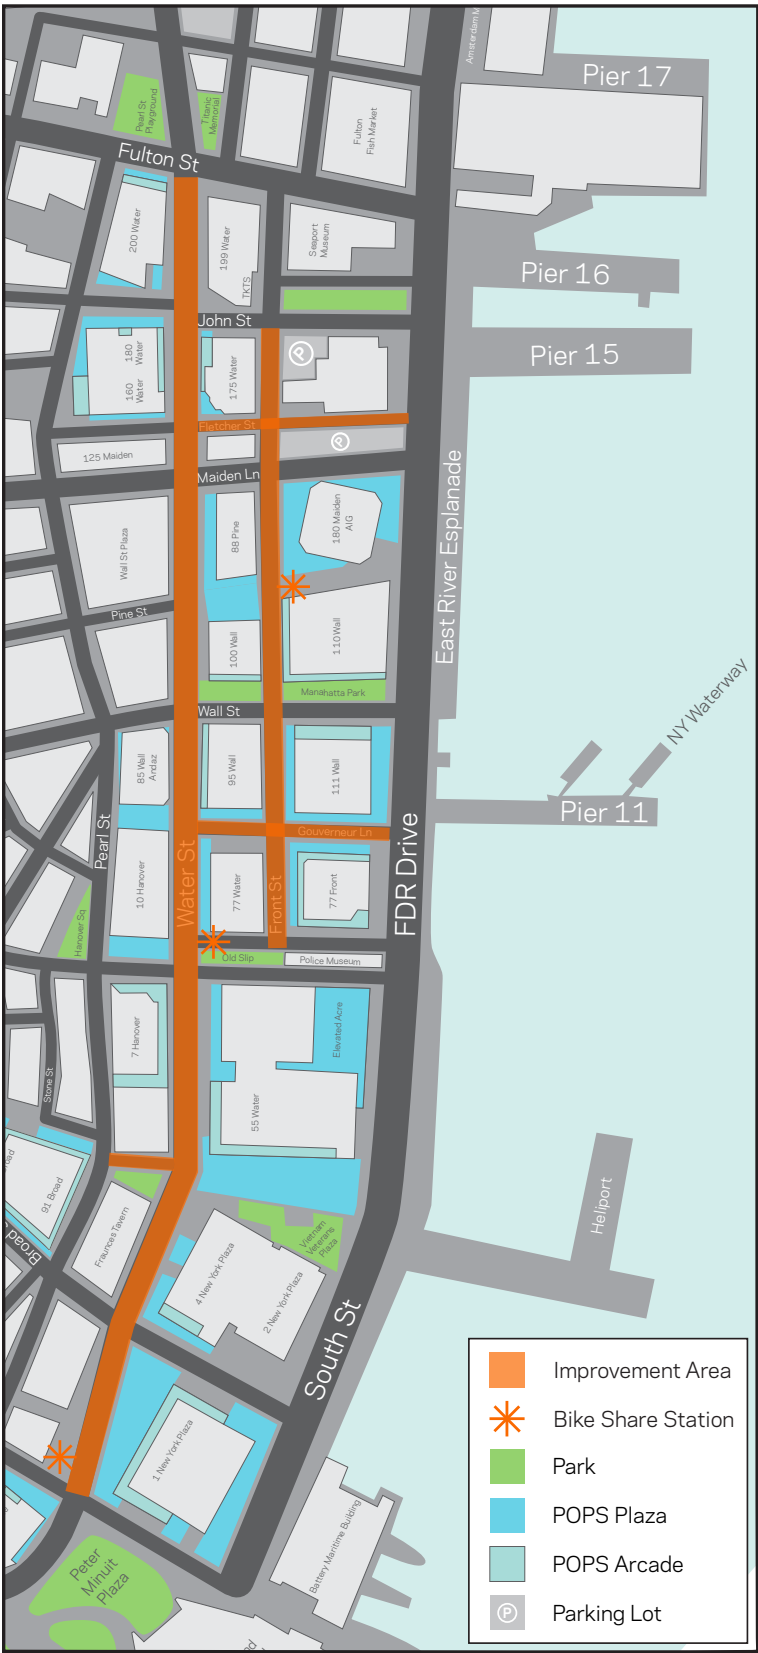 Amsterdam M
Pier 17
Pearl St
Playground
Titanic
Memorial
Fulton
Fish Market
Fulton St
200 Water
199 Water
TKTS
Seaport
Museum
Pier 16
John St
180
Water
160
Water
175 Water
P
Pier 15
Fletcher St
P
125 Maiden
Maiden Ln
Wall St Plaza
88 Pine
180 Maiden
AIG
East River Esplanade
Pine St
100 Wall
110 Wall
Manahatta Park
Wall St
NY Waterway
85 Wall
Andaz
95 Wall
111 Wall
Pier 11
Gouverneur Ln
Pearl St
Water St
Front St
FDR Drive
10 Hanover
77 Water
77 Front
Hanover Sq
Old Slip
Police Museum
7 Hanover
Elevated Acre
Stone St
55 Water
road
91 Broad
Broad
Fraunces Tavern
Vietnam
Veterans
Plaza
Heliport
4 New York Plaza
2 New York Plaza
South St
1 New York Plaza
Battery Maritime Building
Peter
Minuit
Plaza
Improvement Area
Bike Share Station
Park
POPS Plaza
POPS Arcade
P
Parking Lot